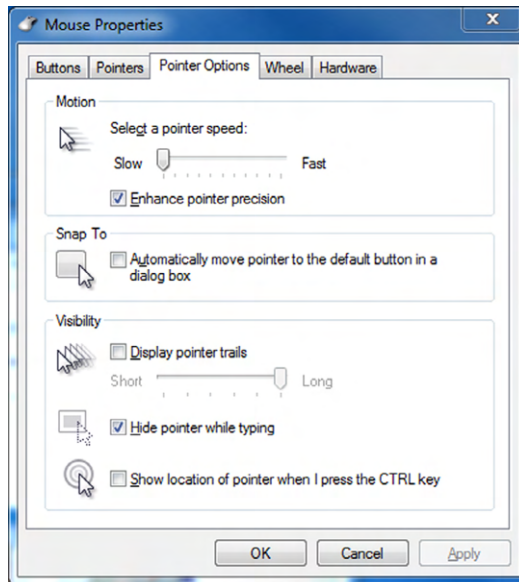 Mouse Properties
Buttons Pointers Pointer Options Wheel Hardware
Motion
Select a pointer speed:
Slow Fast
Enhance pointer precision
Snap To
Automatically move pointer to the default button in a
dialog box
Visibility
Display pointer trails
Short Long
Hide pointer while typing
Show location of pointer when I press the CTRL key
OK Cancel Apply